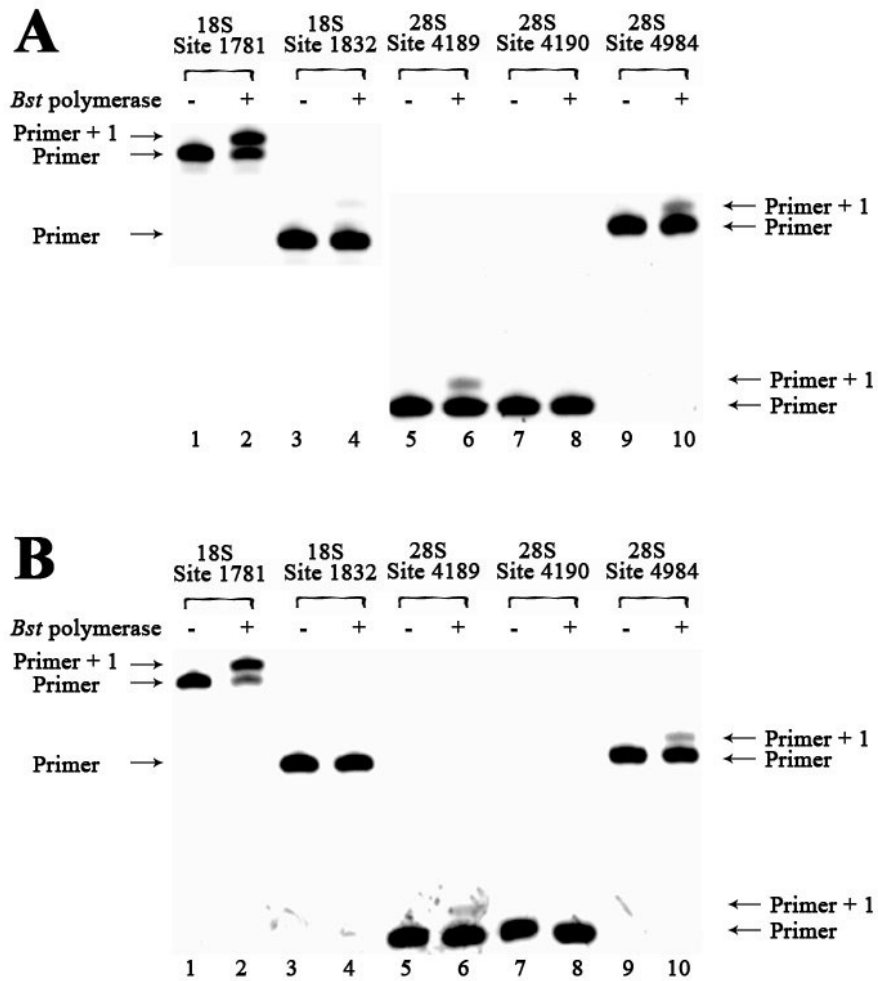 A
18S 18S 28S 28S 28S
Site 1781 Site 1832 Site 4189 Site 4190 Site 4984
Bst polymerase - + - + - + - + - +
Primer + 1
Primer
Primer
Primer + 1
Primer
Primer + 1
Primer
1 2 3 4 5 6 7 8 9 10
B
18S 18S 28S 28S 28S
Site 1781 Site 1832 Site 4189 Site 4190 Site 4984
Bst polymerase - + - + - + - + - +
Primer + 1
Primer
Primer + 1
Primer Primer
Primer + 1
Primer
1 2 3 4 5 6 7 8 9 10